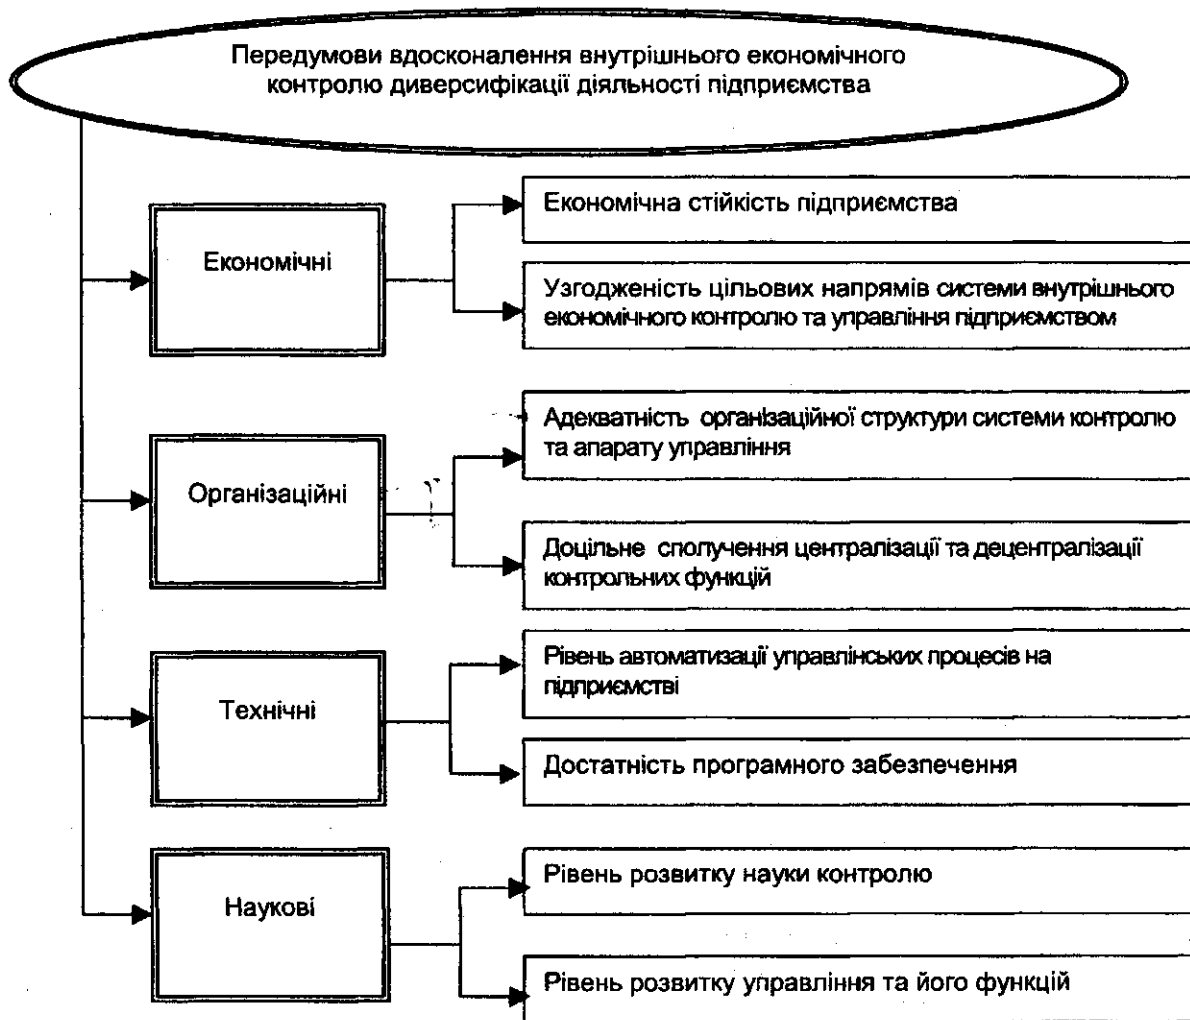 Передумови вдосконалення внутрішнього економічного
контролю диверсифікації діяльності підприємства
Економічні
Економічна стійкість підприємства
Узгодженість цільових напрямів системи внутрішнього
економічного контролю та управління підприємством
Організаційні
Адекватність організаційної структури системи контролю
та апарату управління
Доцільне сполучення централізації та децентралізації
контрольних функцій
Технічні
Рівень автоматизації управлінських процесів на
підприємстві
Достатність програмного забезпечення
Наукові
Рівень розвитку науки контролю
Рівень розвитку управління та його функцій